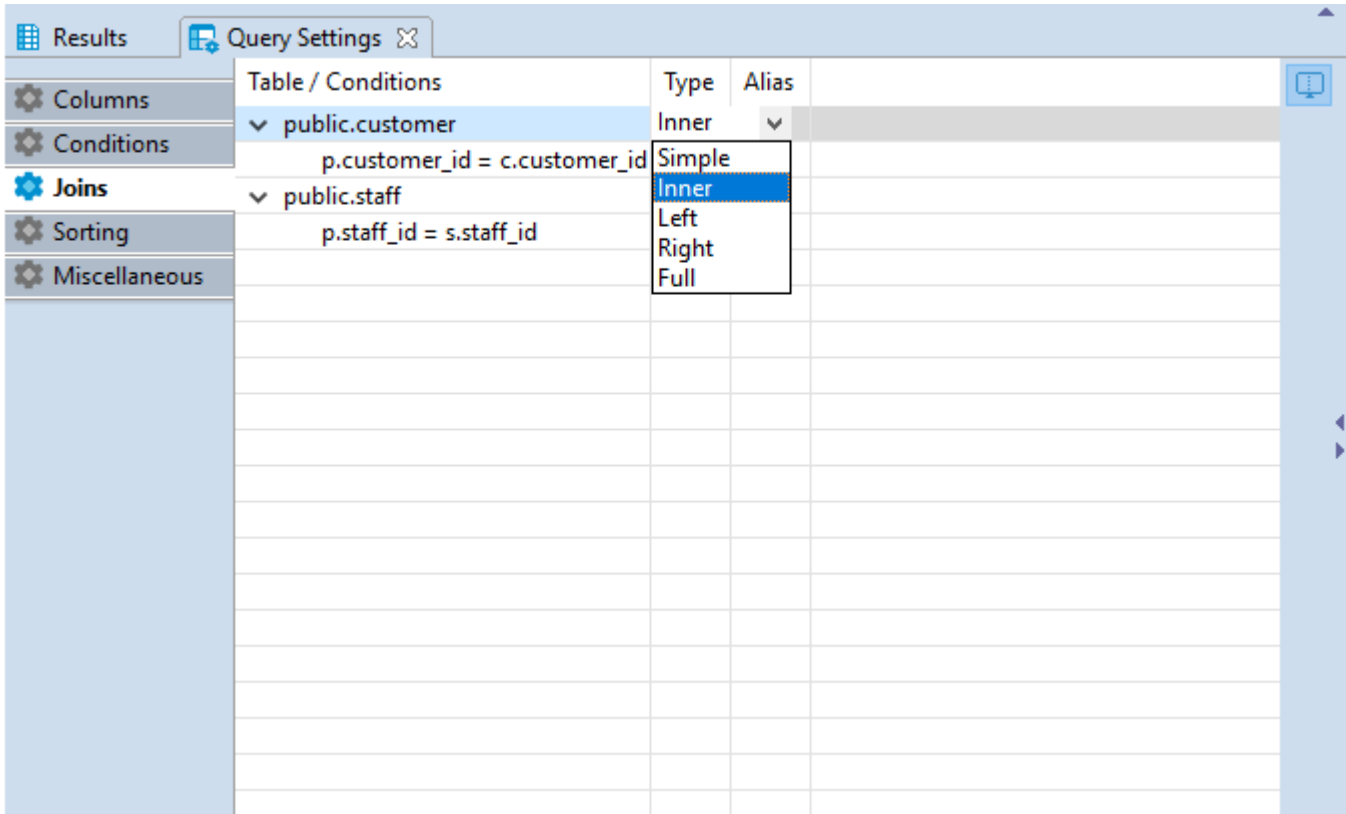 Results Query Settings
Columns
Conditions
Joins
Sorting
Miscellaneous
Table / Conditions Type Alias
public.customer Inner
p.customer_id = c.customer_id
public.staff
p.staff_id = s.staff_id
Simple
Inner
Left
Right
Full